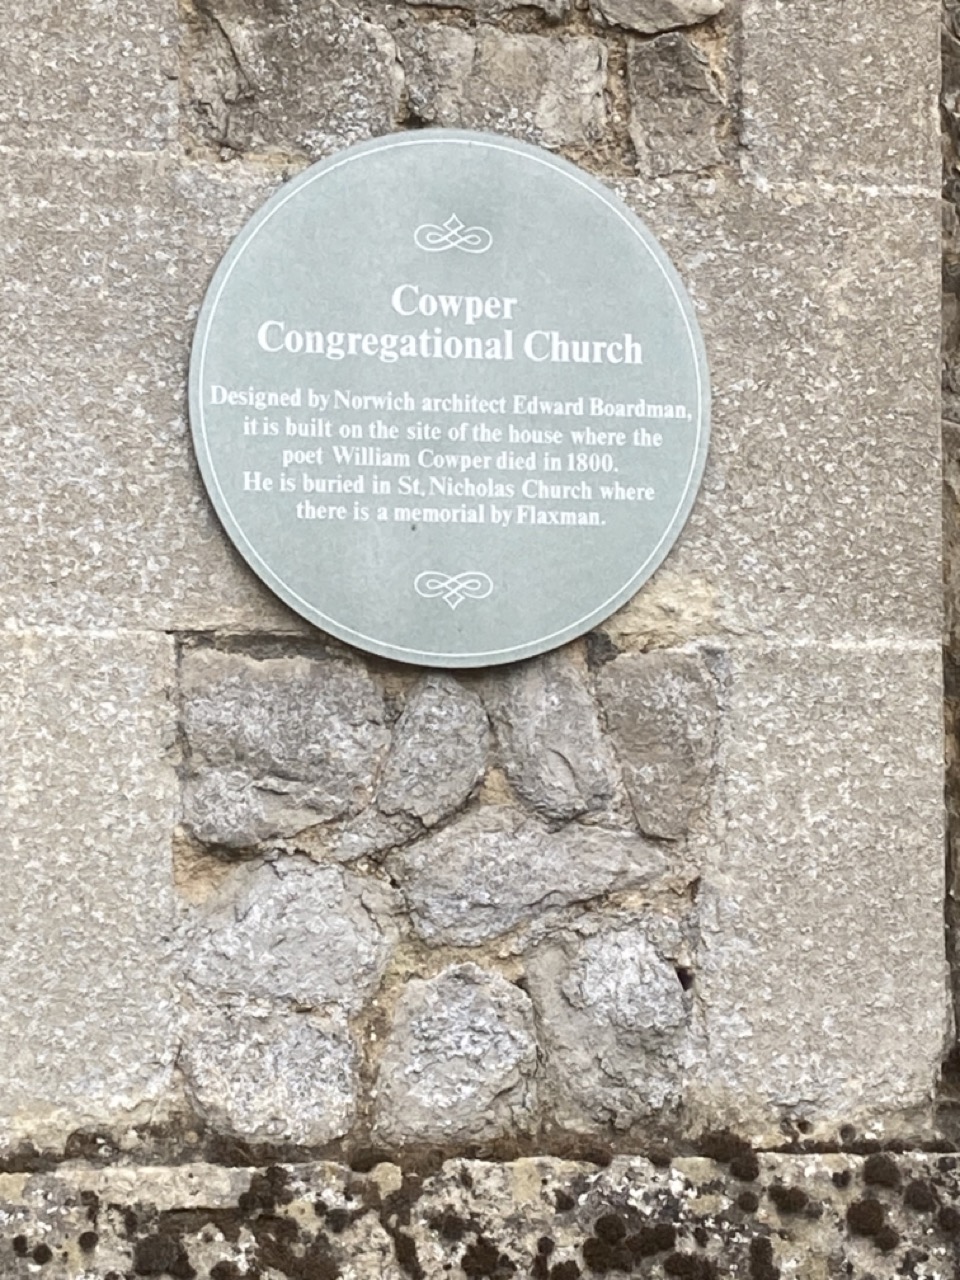 Cowper
Congregational Church
Designed by Norwich architect Edward Boardman,
it is built on the site of the house where the
poet William Cowper died in 1800.
He is buried in St. Nicholas Church where
there is a memorial by Flaxman.